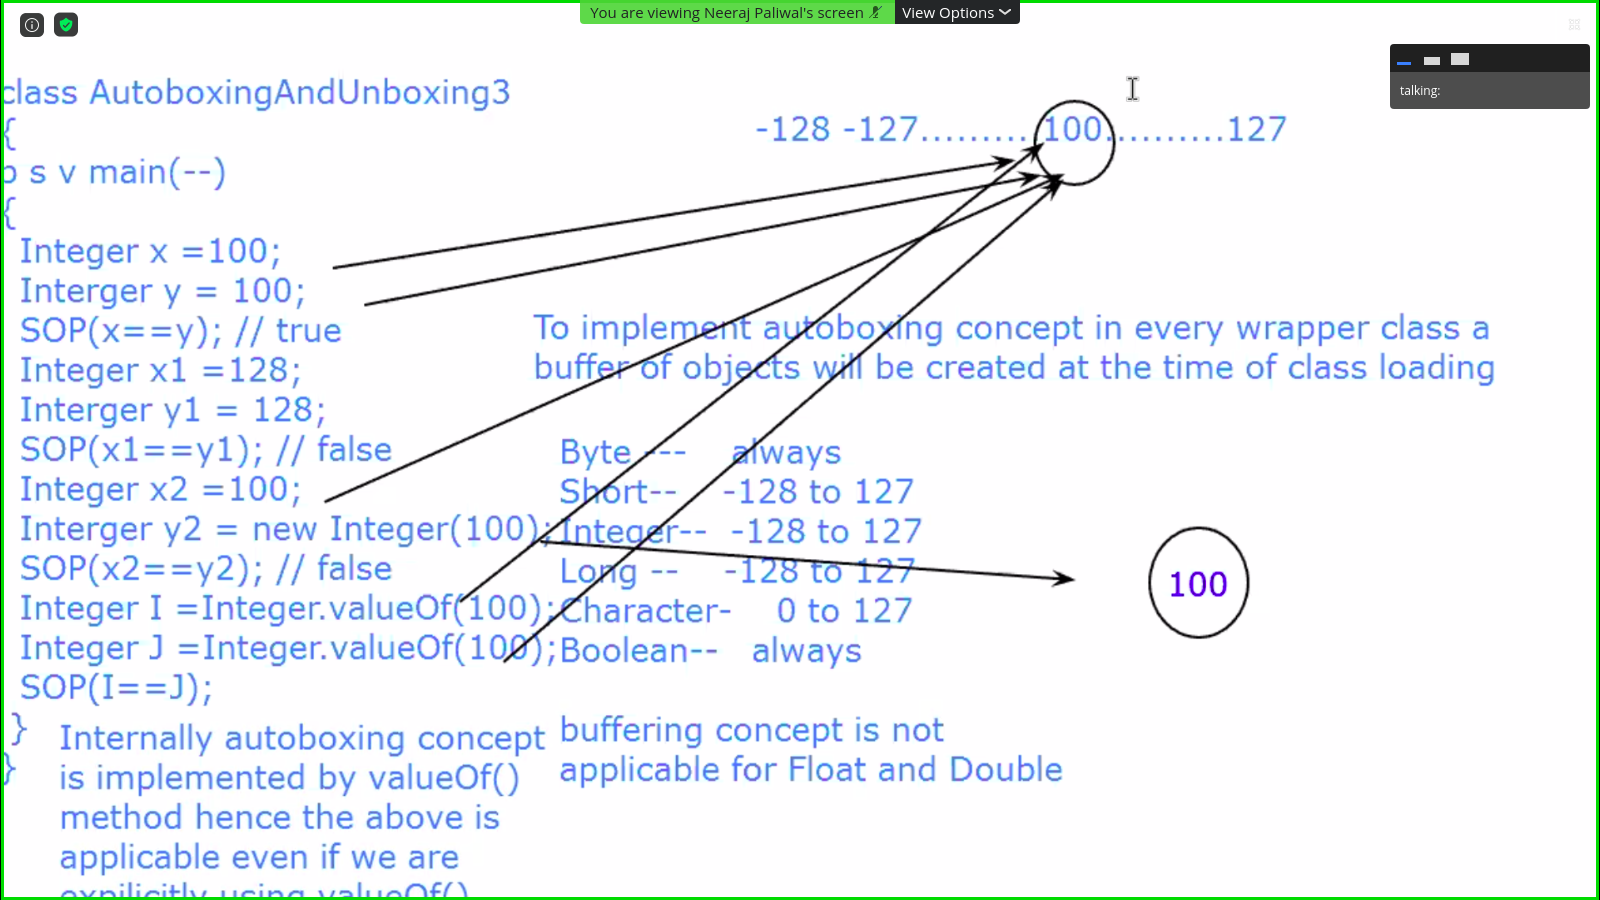 You are viewing Neeraj Paliwal's screen
View Options
talking:
class AutoboxingAndUnboxing3
{
p s v main(--)
{
Integer x =100;
Interger y = 100;
SOP(x==y); // true
Integer x1 =128;
Interger y1 = 128;
SOP(x1==y1); // false
Integer x2 =100;
Interger y2 = new Integer(100);
SOP(x2==y2); // false
Integer I =Integer.valueOf(100);
Integer J =Integer.valueOf(100);
SOP(I==J);
}
}
Internally autoboxing concept
is implemented by valueOf()
method hence the above is
applicable even if we are
expilicitly using valueOf()
-128 -127......... 100..........127
To implement autoboxing concept in every wrapper class a
buffer of objects will be created at the time of class loading
Byte --- always
Short-- -128 to 127
Integer-- -128 to 127
Long -- -128 to 127
Character- 0 to 127
Boolean-- always
buffering concept is not
applicable for Float and Double
100